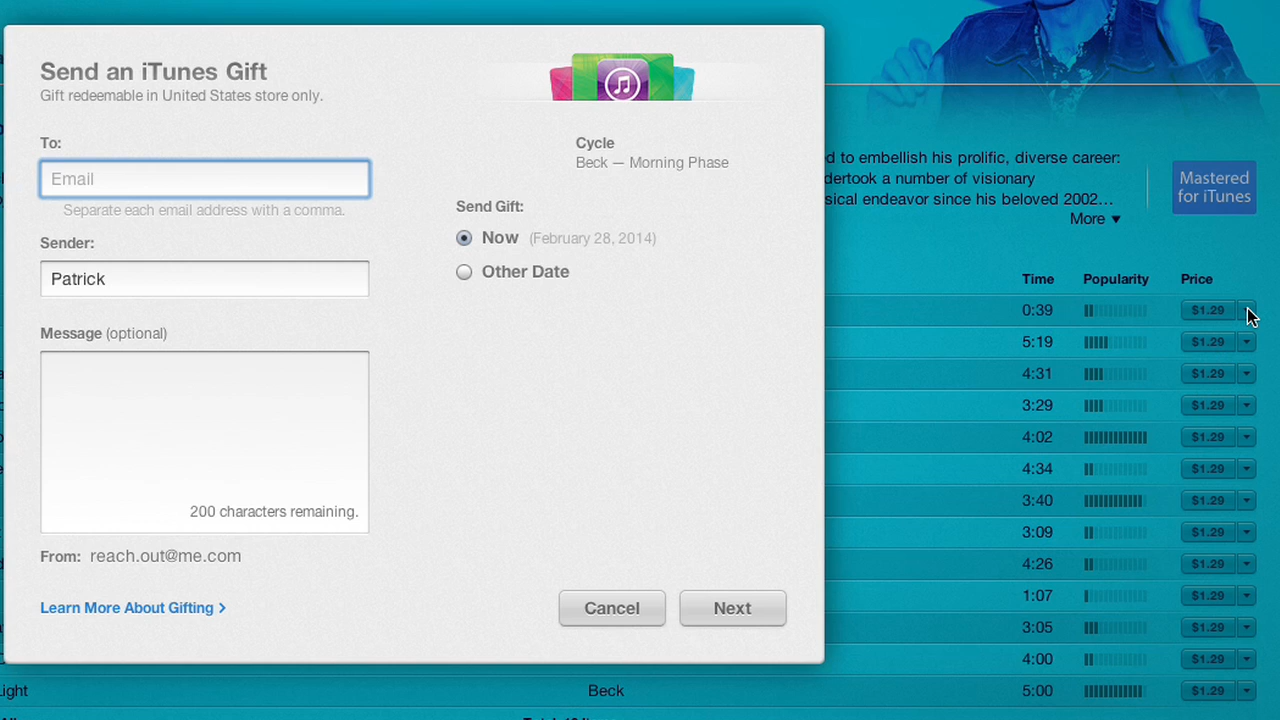 Send an iTunes Gift
Gift redeemable in United States store only.
To:
Email
Separate each email address with a comma.
Sender:
Patrick
Message (optional)
200 characters remaining.
From: reach.out@me.com
Learn More About Gifting >
Cycle
Beck — Morning Phase
Send Gift:
Now (February 28, 2014)
Other Date
Cancel
Next
to embellish his prolific, diverse career:
a number of visionary
endeavor since his beloved 2002…
More ▼
Mastered
for iTunes
Time Popularity Price
0:39 $1.29
5:19 $1.29
4:31 $1.29
3:29 $1.29
4:02 $1.29
4:34 $1.29
3:40 $1.29
3:09 $1.29
4:26 $1.29
1:07 $1.29
3:05 $1.29
4:00 $1.29
Beck 5:00 $1.29